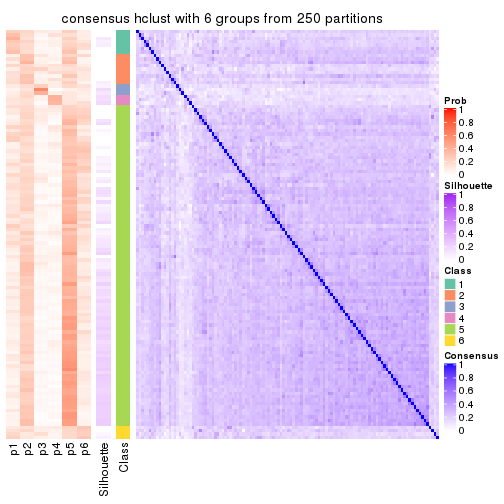 consensus hclust with 6 groups from 250 partitions
Prob
1
0.8
0.6
0.4
0.2
0
Silhouette
1
0.8
0.6
0.4
0.2
0
Class
1
2
3
4
5
6
Consensus
1
0.8
0.6
0.4
0.2
0
p1
p2
p3
p4
p5
p6
Silhouette
Class